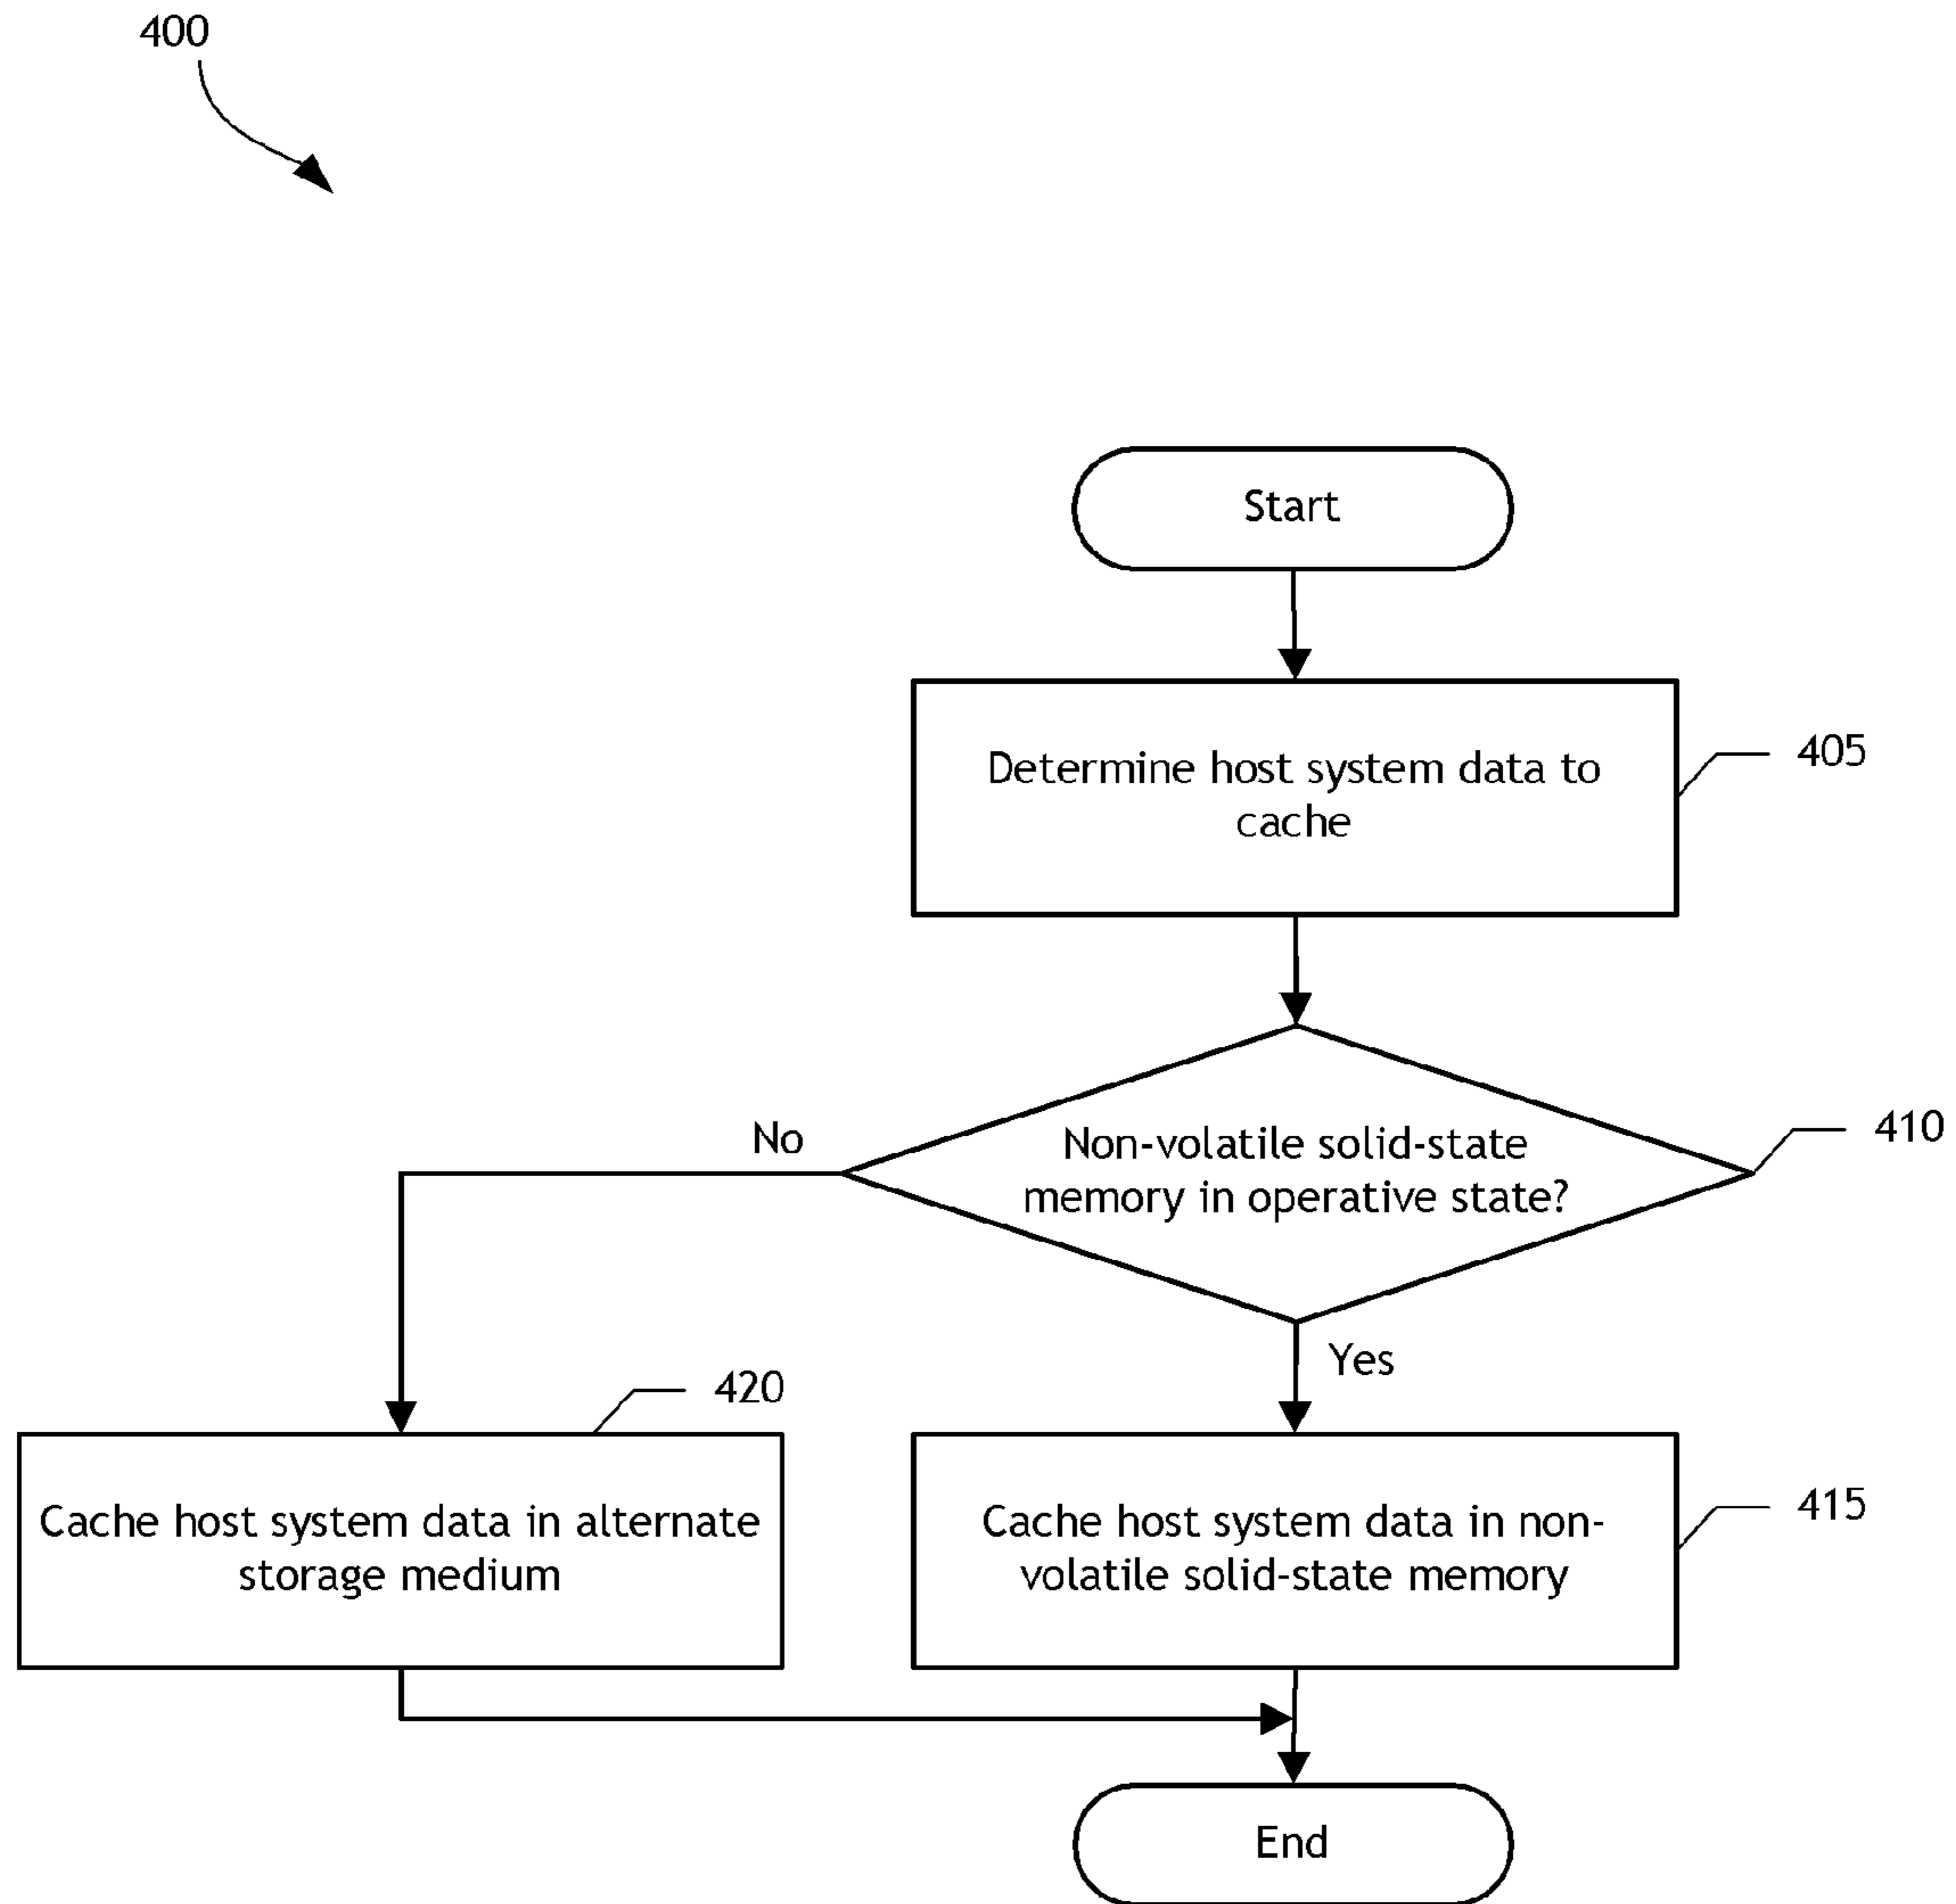 400
Start
Determine host system data to
cache
405
Non-volatile solid-state
memory in operative state?
410
No
Yes
420
Cache host system data in alternate
storage medium
Cache host system data in non-
volatile solid-state memory
415
End